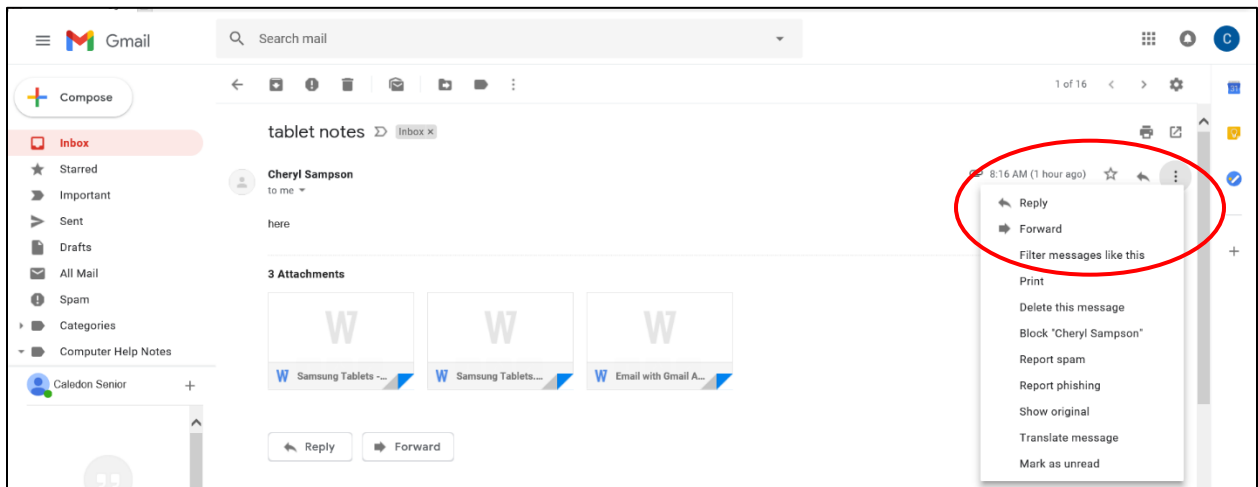 Gmail
Search mail
C
Compose
1 of 16
31
tablet notes Inbox ×
Inbox
Starred
Cheryl Sampson
8:16 AM (1 hour ago)
to me
Important
Reply
Sent
here
Forward
Drafts
Filter messages like this
All Mail
3 Attachments
Print
Spam
Delete this message
Categories
Block "Cheryl Sampson"
Computer Help Notes
Report spam
W Samsung Tablets -...
W Samsung Tablets....
W Email with Gmail A...
Caledon Senior
Report phishing
Show original
Reply
Forward
Translate message
Mark as unread